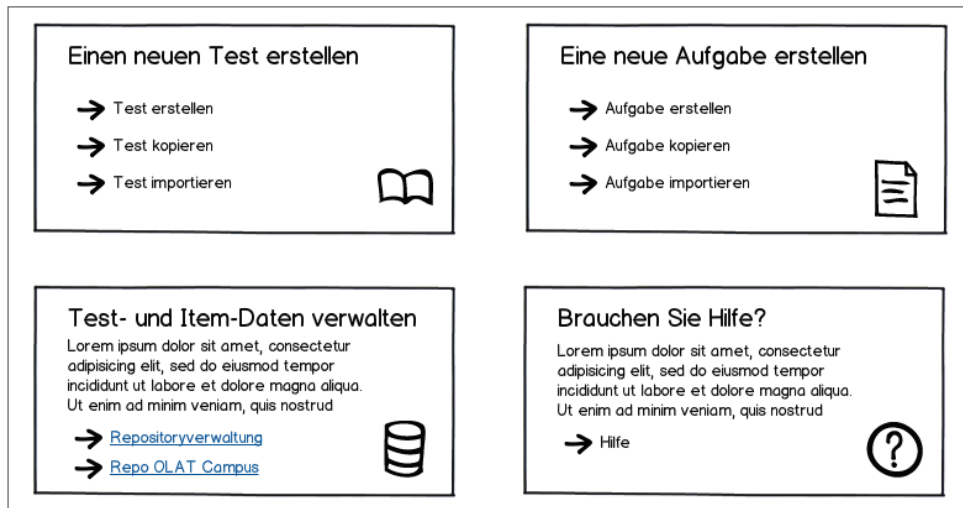 Einen neuen Test erstellen
Test erstellen
Test kopieren
Test importieren
Eine neue Aufgabe erstellen
Aufgabe erstellen
Aufgabe kopieren
Aufgabe importieren
Test- und Item-Daten verwalten
Lorem ipsum dolor sit amet, consectetur
adipisicing elit, sed do eiusmod tempor
incididunt ut labore et dolore magna aliqua.
Ut enim ad minim veniam, quis nostrud
Repositoryverwaltung
Repo OLAT Campus
Brauchen Sie Hilfe?
Lorem ipsum dolor sit amet, consectetur
adipisicing elit, sed do eiusmod tempor
incididunt ut labore et dolore magna aliqua.
Ut enim ad minim veniam, quis nostrud
Hilfe
?